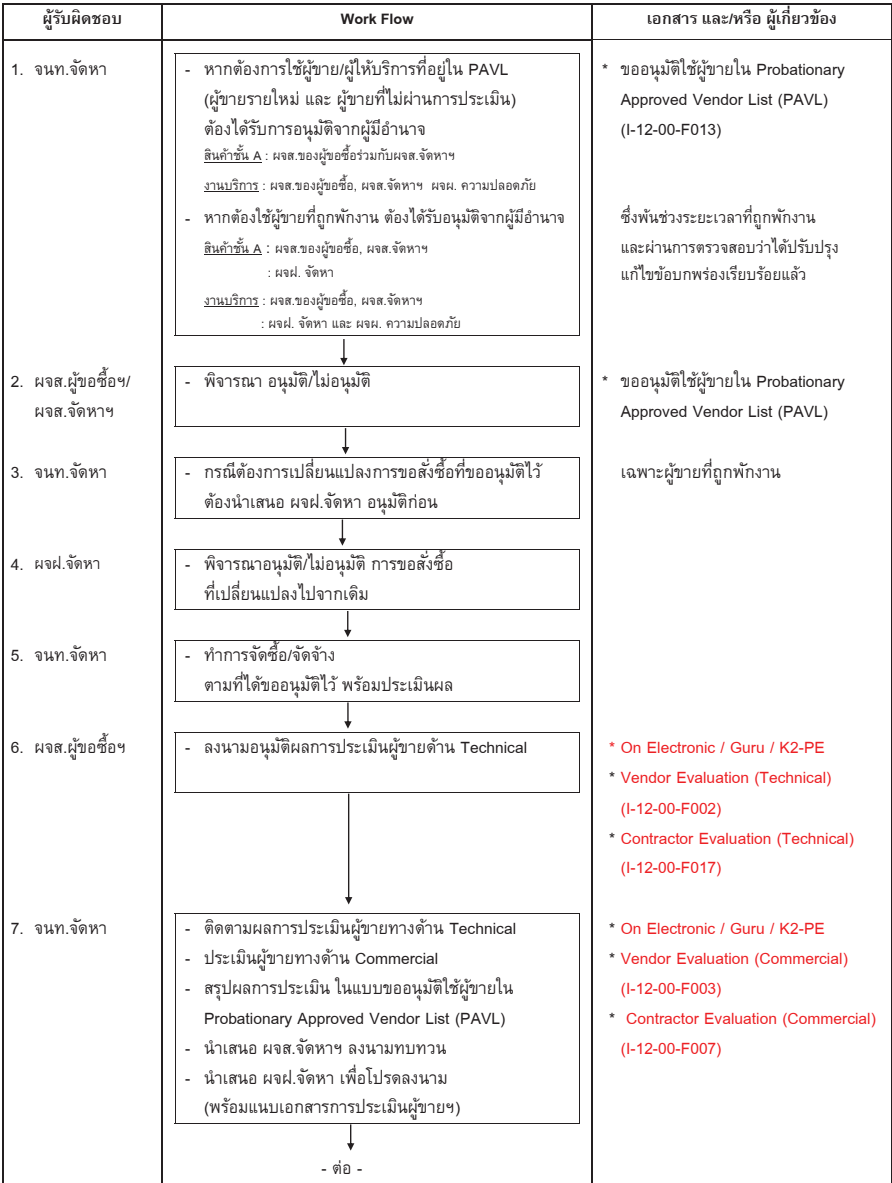 ผู้รับผิดชอบ
Work Flow
เอกสาร และ/หรือ ผู้เกี่ยวข้อง
1. จนท.จัดหา
- หากต้องการใช้ผู้ขาย/ผู้ให้บริการที่อยู่ใน PAVL
(ผู้ขายรายใหม่ และ ผู้ขายที่ไม่ผ่านการประเมิน)
ต้องได้รับการอนุมัติจากผู้มีอำนาจ
สินค้าชั้น A : ผจส.ของผู้ขอซื้อร่วมกับผจส.จัดหาฯ
งานบริการ : ผจส.ของผู้ขอซื้อ, ผจส.จัดหาฯ ผจผ. ความปลอดภัย
- หากต้องใช้ผู้ขายที่ถูกพักงาน ต้องได้รับอนุมัติจากผู้มีอำนาจ
สินค้าชั้น A : ผจส.ของผู้ขอซื้อ, ผจส.จัดหาฯ
: ผจฝ. จัดหา
งานบริการ : ผจส.ของผู้ขอซื้อ, ผจส.จัดหาฯ
: ผจฝ. จัดหา และ ผจผ. ความปลอดภัย
* ขออนุมัติใช้ผู้ขายใน Probationary
Approved Vendor List (PAVL)
(I-12-00-F013)
ซึ่งพ้นช่วงระยะเวลาที่ถูกพักงาน
และผ่านการตรวจสอบว่าได้ปรับปรุง
แก้ไขข้อบกพร่องเรียบร้อยแล้ว
2. ผจส.ผู้ขอซื้อฯ/
ผจส.จัดหาฯ
- พิจารณา อนุมัติ/ไม่อนุมัติ
* ขออนุมัติใช้ผู้ขายใน Probationary
Approved Vendor List (PAVL)
3. จนท.จัดหา
- กรณีต้องการเปลี่ยนแปลงการขอสั่งซื้อที่ขออนุมัติไว้
ต้องนำเสนอ ผจฝ.จัดหา อนุมัติก่อน
เฉพาะผู้ขายที่ถูกพักงาน
4. ผจฝ.จัดหา
- พิจารณาอนุมัติ/ไม่อนุมัติ การขอสั่งซื้อ
ที่เปลี่ยนแปลงไปจากเดิม
5. จนท.จัดหา
- ทำการจัดซื้อ/จัดจ้าง
ตามที่ได้ขออนุมัติไว้ พร้อมประเมินผล
6. ผจส.ผู้ขอซื้อฯ
- ลงนามอนุมัติผลการประเมินผู้ขายด้าน Technical
* On Electronic / Guru / K2-PE
* Vendor Evaluation (Technical)
(I-12-00-F002)
* Contractor Evaluation (Technical)
(I-12-00-F017)
7. จนท.จัดหา
- ติดตามผลการประเมินผู้ขายทางด้าน Technical
- ประเมินผู้ขายทางด้าน Commercial
- สรุปผลการประเมิน ในแบบขออนุมัติใช้ผู้ขายใน
Probationary Approved Vendor List (PAVL)
- นำเสนอ ผจส.จัดหาฯ ลงนามทบทวน
- นำเสนอ ผจฝ.จัดหา เพื่อโปรดลงนาม
(พร้อมแนบเอกสารการประเมินผู้ขายฯ)
* On Electronic / Guru / K2-PE
* Vendor Evaluation (Commercial)
(I-12-00-F003)
* Contractor Evaluation (Commercial)
(I-12-00-F007)
- ต่อ -